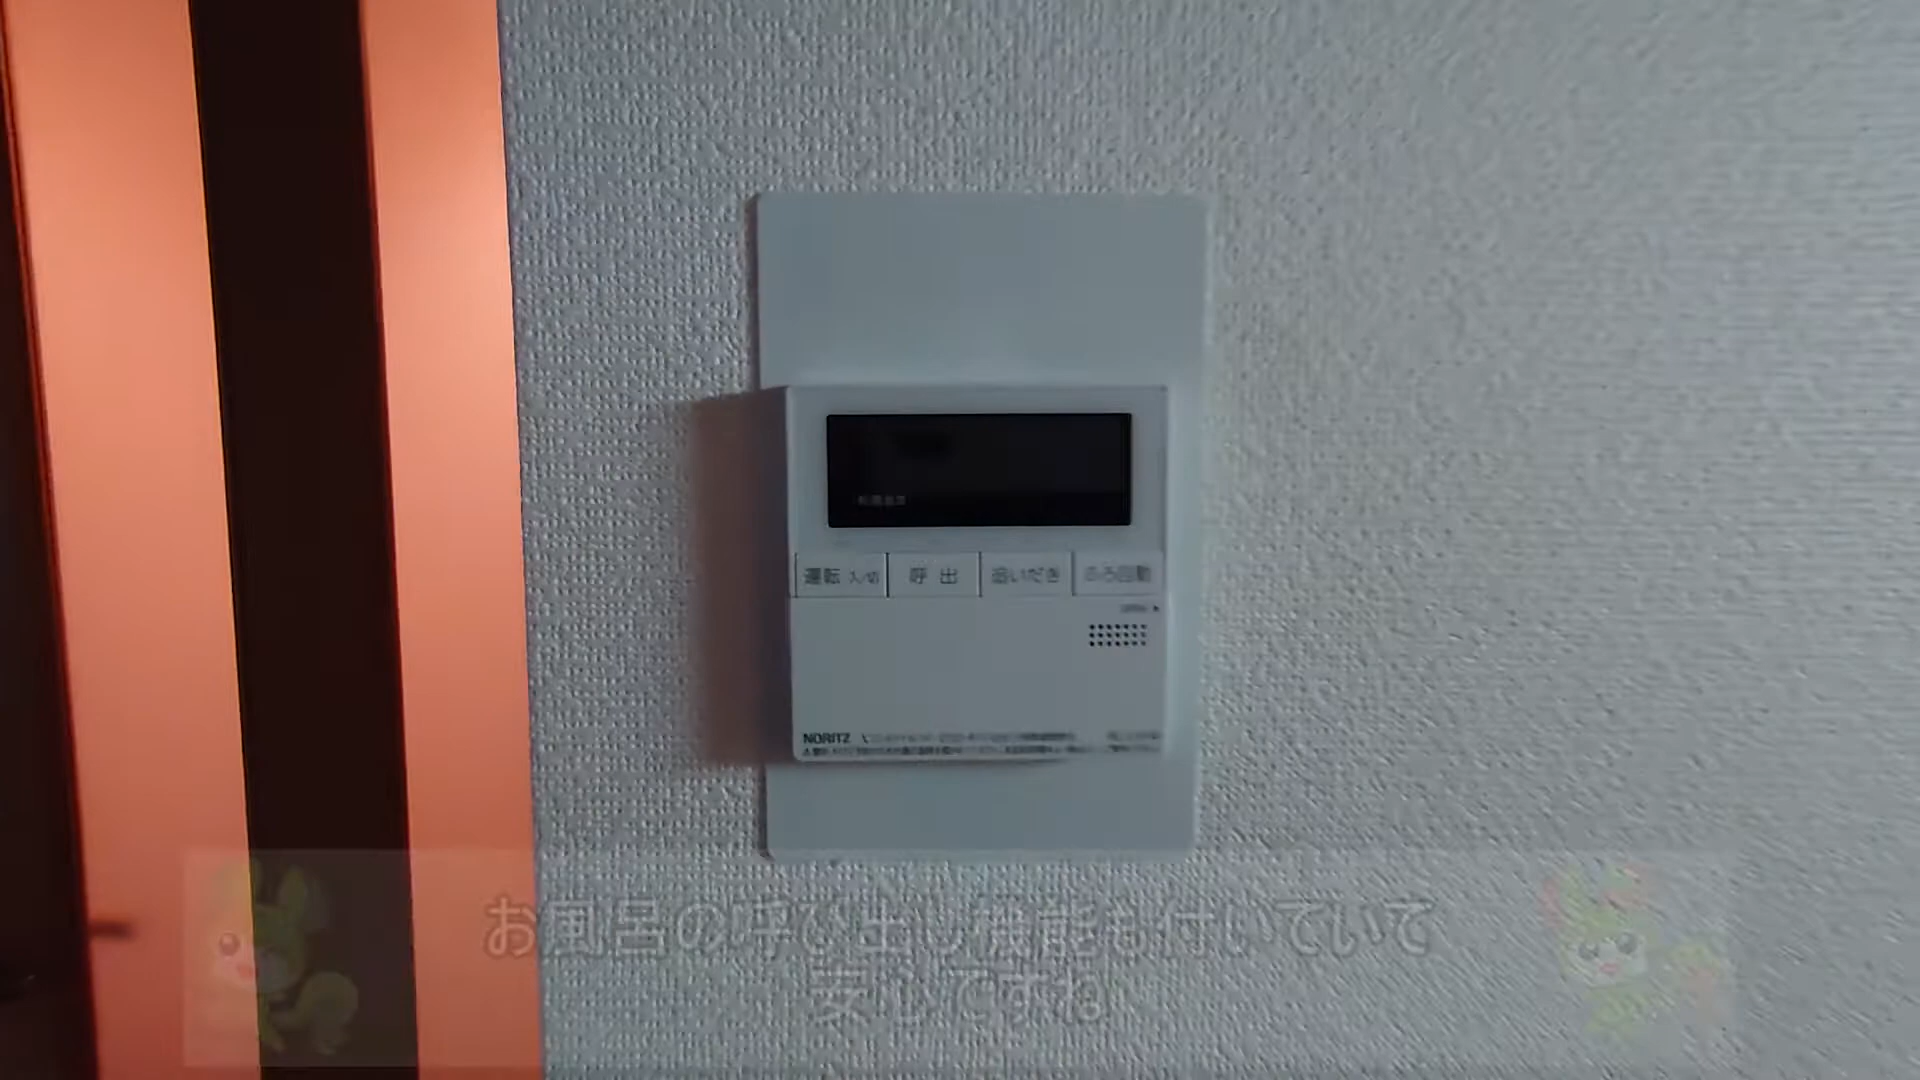 運転 入/切
呼出
追いだき
ふろ自動
NORITZ
お風呂の呼び出し機能も付いていて
安心ですね